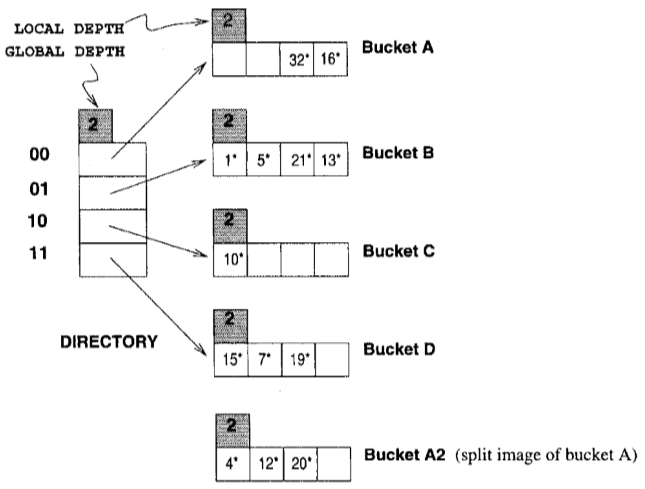 LOCAL DEPTH
GLOBAL DEPTH
2
32* 16*
Bucket A
2
00
01
10
11
DIRECTORY
2
1* 5* 21* 13*
Bucket B
2
10*
Bucket C
2
15* 7* 19*
Bucket D
2
4* 12* 20*
Bucket A2 (split image of bucket A)